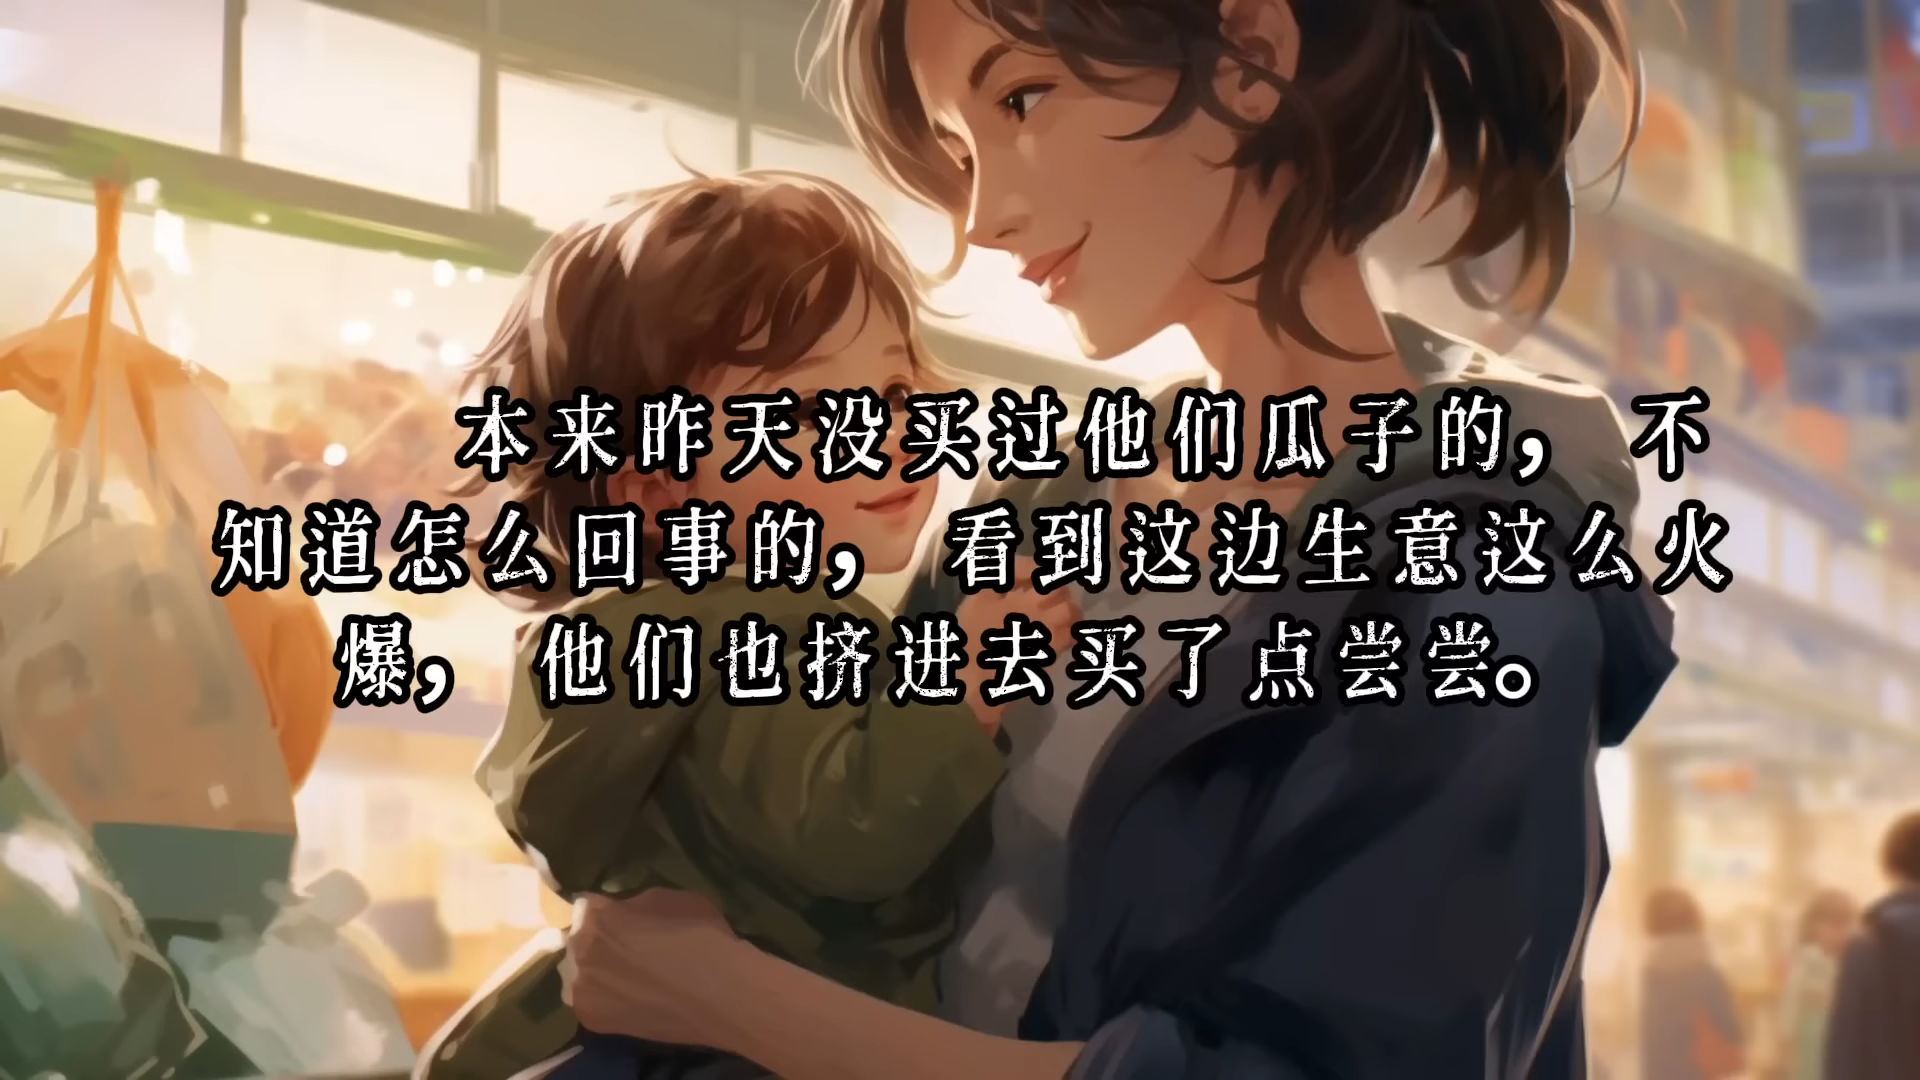 本来昨天没买过他们瓜子的，不
知道怎么回事的，看到这边生意这么火
爆，他们也挤进去买了点尝尝。